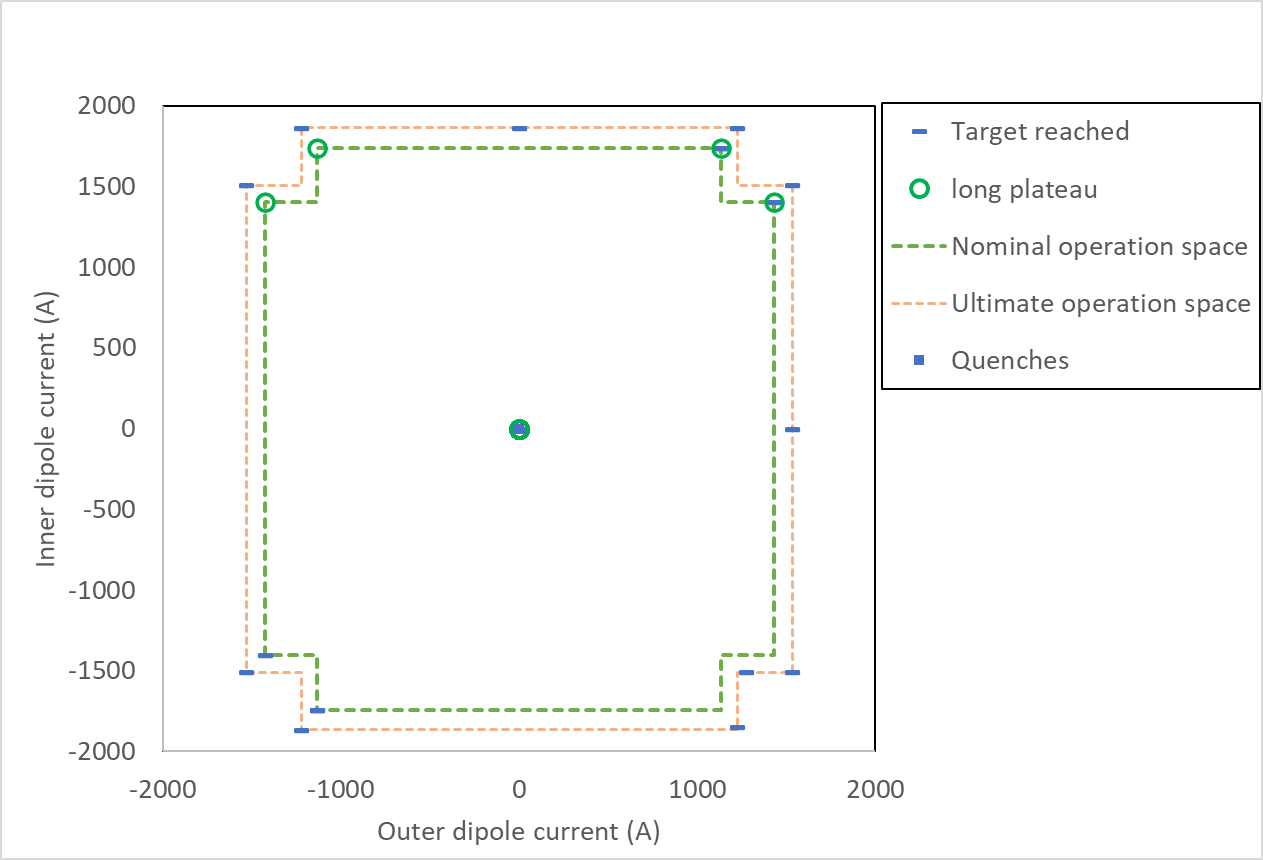 2000
1500
1000
500
0
-500
-1000
-1500
-2000
-2000 -1000 0 1000 2000
Inner dipole current (A)
Outer dipole current (A)
Target reached
long plateau
Nominal operation space
Ultimate operation space
Quenches